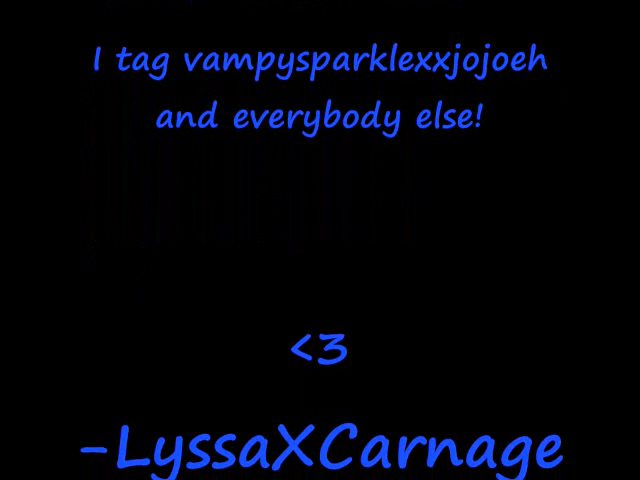 I tag vampysparklexxjojoeh
and everybody else!
<3
-LyssaXCarnage